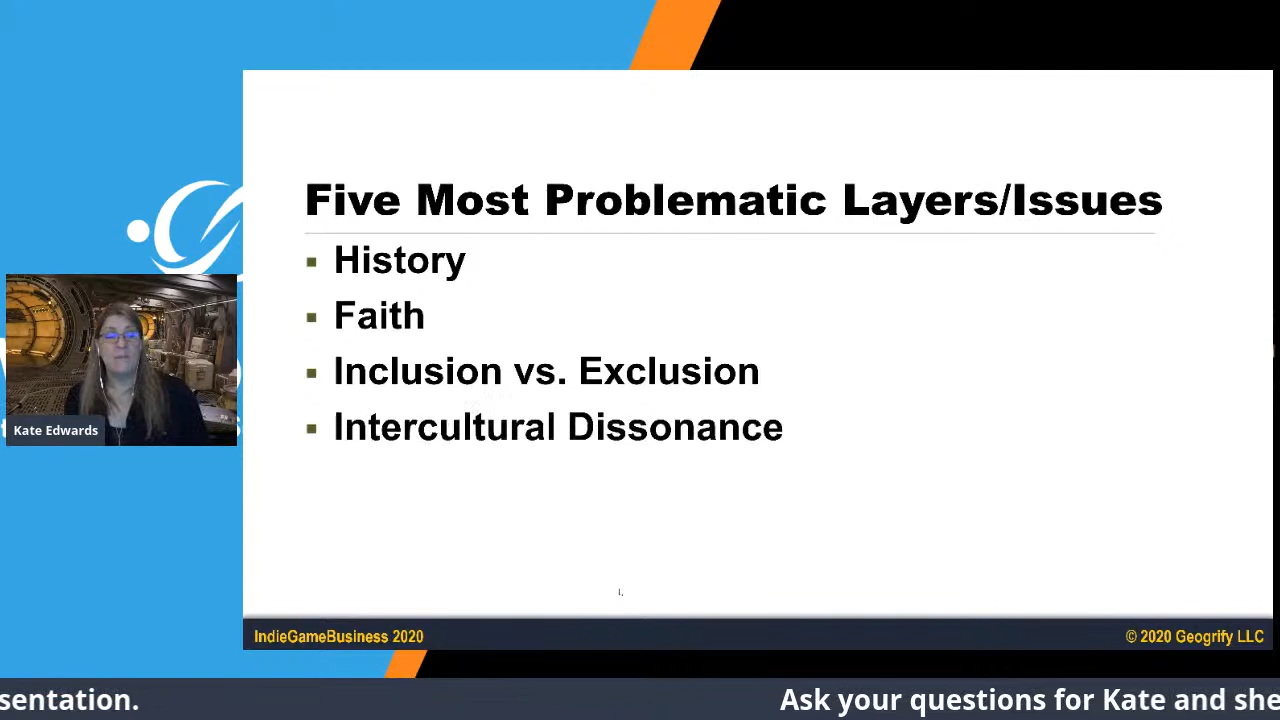 Five Most Problematic Layers/Issues
History
Faith
Inclusion vs. Exclusion
Intercultural Dissonance
Kate Edwards
IndieGameBusiness 2020
© 2020 Geogrify LLC
sentation.
Ask your questions for Kate and she